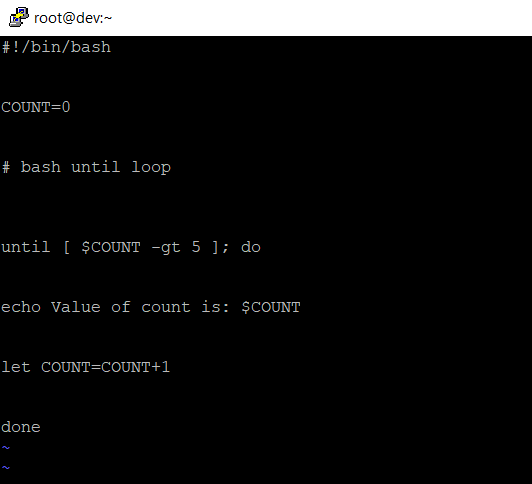 root@dev:~
#!/bin/bash
COUNT=0
# bash until loop
until [ $COUNT -gt 5 ]; do
echo Value of count is: $COUNT
let COUNT=COUNT+1
done
~
~